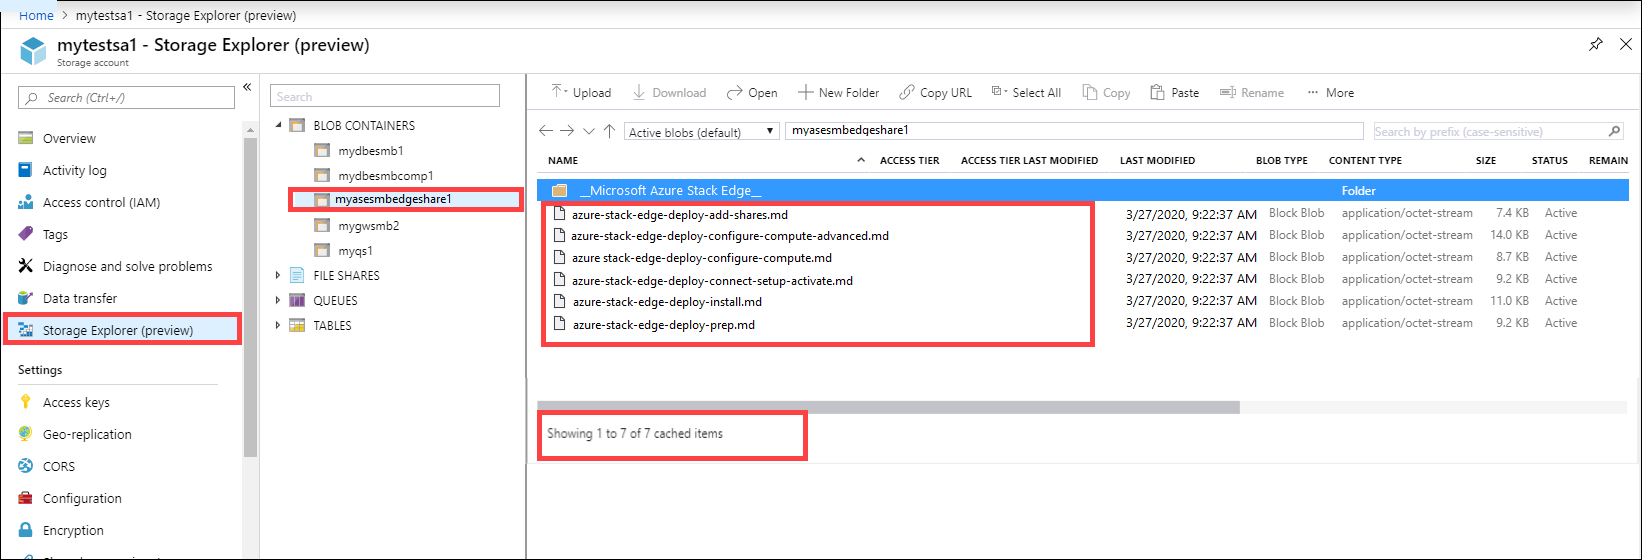 Home > mytestsa1 - Storage Explorer (preview)
mytestsa1 - Storage Explorer (preview)
Storage account
Search (Ctrl+/)
«
Overview
Activity log
Access control (IAM)
Tags
Diagnose and solve problems
Data transfer
Storage Explorer (preview)
Settings
Access keys
Geo-replication
CORS
Configuration
Encryption
Search
BLOB CONTAINERS
mydbesmb1
mydbesmbcomp1
myasesmbedgeshare1
mygwsmb2
myqs1
FILE SHARES
QUEUES
TABLES
Upload Download Open New Folder Copy URL Select All Copy Paste Rename ··· More
Active blobs (default) myasesmbedgeshare1 Search by prefix (case-sensitive)
NAME ACCESS TIER ACCESS TIER LAST MODIFIED LAST MODIFIED BLOB TYPE CONTENT TYPE SIZE STATUS REMAIN
__Microsoft Azure Stack Edge__ Folder
azure-stack-edge-deploy-add-shares.md 3/27/2020, 9:22:37 AM Block Blob application/octet-stream 7.4 KB Active
azure-stack-edge-deploy-configure-compute-advanced.md 3/27/2020, 9:22:37 AM Block Blob application/octet-stream 14.0 KB Active
azure stack-edge-deploy-configure-compute.md 3/27/2020, 9:22:37 AM Block Blob application/octet-stream 8.7 KB Active
azure-stack-edge-deploy-connect-setup-activate.md 3/27/2020, 9:22:37 AM Block Blob application/octet-stream 9.2 KB Active
azure-stack-edge-deploy-install.md 3/27/2020, 9:22:37 AM Block Blob application/octet-stream 11.0 KB Active
azure-stack-edge-deploy-prep.md 3/27/2020, 9:22:37 AM Block Blob application/octet-stream 9.2 KB Active
Showing 1 to 7 of 7 cached items